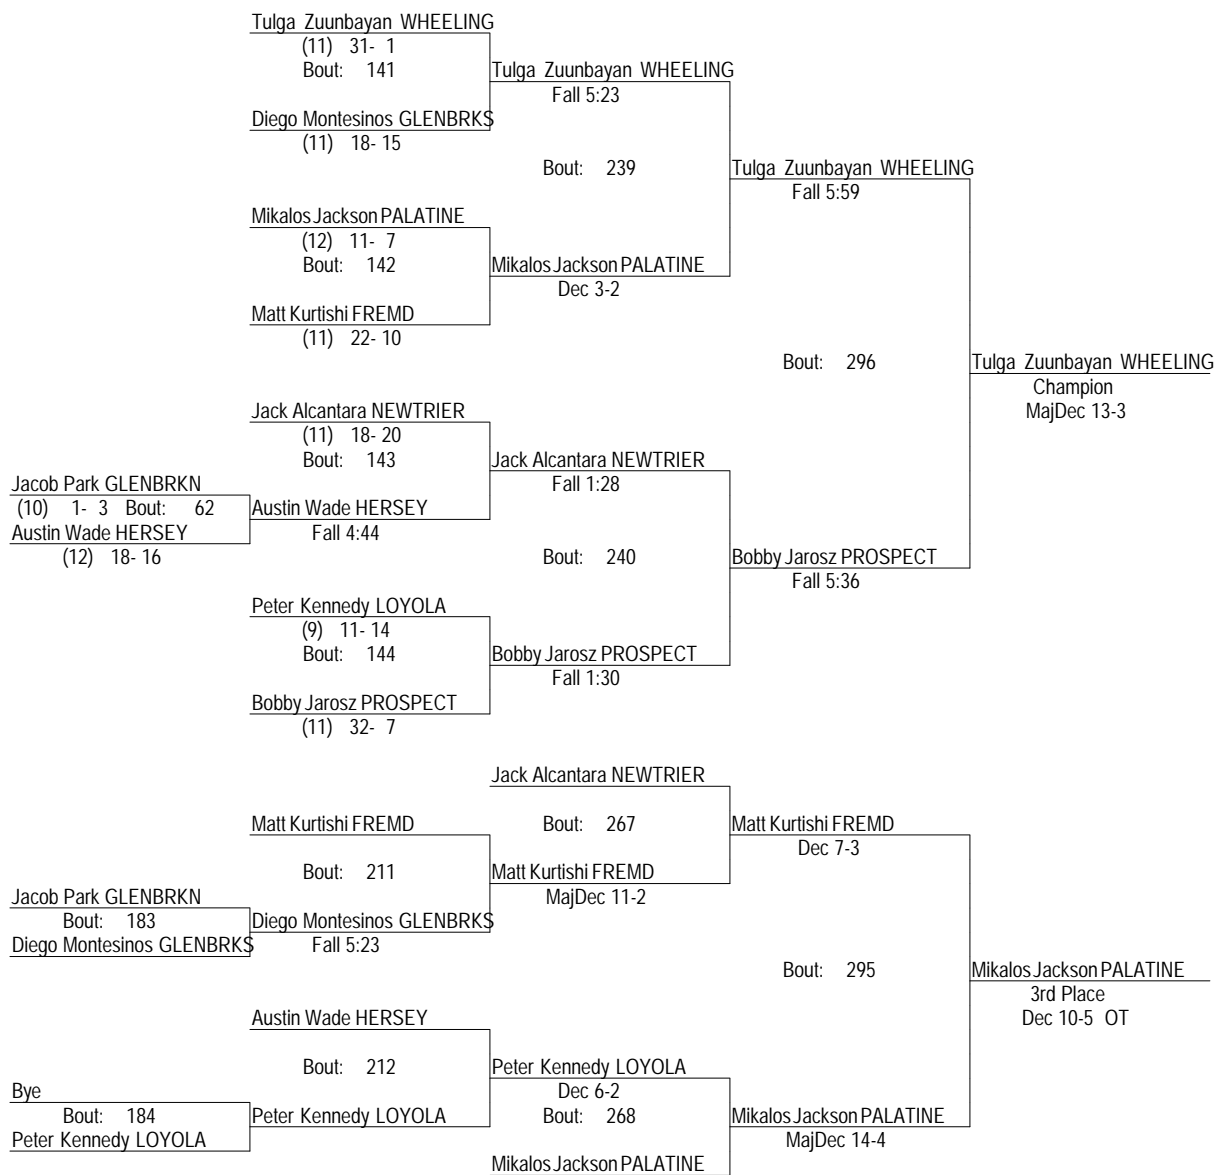 Tulga Zuunbayan WHEELING
(11) 31- 1
Bout: 141
Tulga Zuunbayan WHEELING
Fall 5:23
Diego Montesinos GLENBRKS
(11) 18- 15
Bout: 239
Tulga Zuunbayan WHEELING
Fall 5:59
Mikalos Jackson PALATINE
(12) 11- 7
Bout: 142
Mikalos Jackson PALATINE
Dec 3-2
Matt Kurtishi FREMD
(11) 22- 10
Bout: 296
Tulga Zuunbayan WHEELING
Champion
MajDec 13-3
Jack Alcantara NEWTRIER
(11) 18- 20
Bout: 143
Jack Alcantara NEWTRIER
Fall 1:28
Jacob Park GLENBRKN
(10) 1- 3 Bout: 62
Austin Wade HERSEY
Fall 4:44
Austin Wade HERSEY
(12) 18- 16
Bout: 240
Bobby Jarosz PROSPECT
Fall 5:36
Peter Kennedy LOYOLA
(9) 11- 14
Bout: 144
Bobby Jarosz PROSPECT
Fall 1:30
Bobby Jarosz PROSPECT
(11) 32- 7
Jack Alcantara NEWTRIER
Matt Kurtishi FREMD
Bout: 267
Matt Kurtishi FREMD
Dec 7-3
Bout: 211
Matt Kurtishi FREMD
MajDec 11-2
Jacob Park GLENBRKN
Bout: 183
Diego Montesinos GLENBRKS
Fall 5:23
Diego Montesinos GLENBRKS
Bout: 295
Mikalos Jackson PALATINE
3rd Place
Dec 10-5 OT
Austin Wade HERSEY
Bout: 212
Peter Kennedy LOYOLA
Dec 6-2
Bye
Bout: 184
Peter Kennedy LOYOLA
Bout: 268
Mikalos Jackson PALATINE
MajDec 14-4
Peter Kennedy LOYOLA
Mikalos Jackson PALATINE